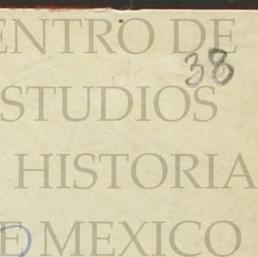 ENTRO DE
38
STUDIOS
HISTORIA
E MEXICO